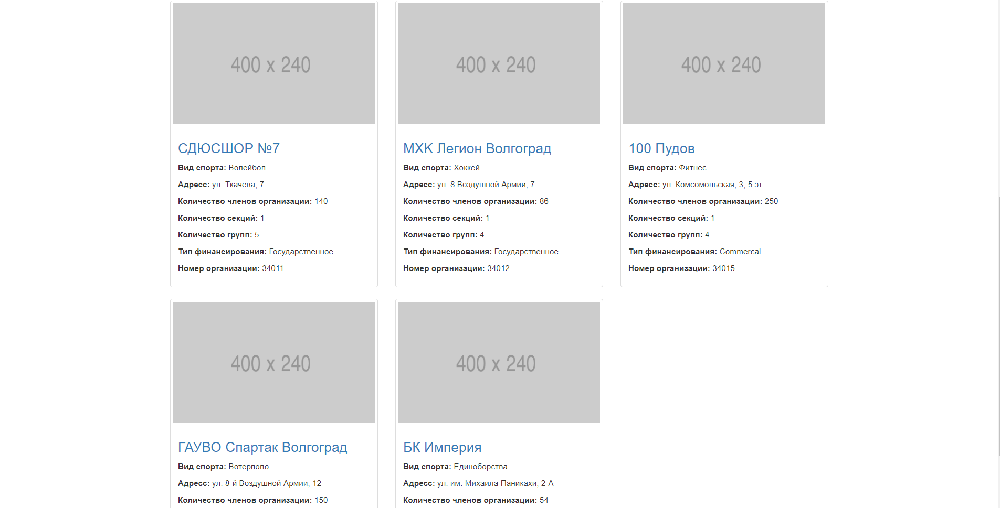 400 x 240
СДЮСШОР №7
Вид спорта: Волейбол
Адресс: ул. Ткачева, 7
Количество членов организации: 140
Количество секций: 1
Количество групп: 5
Тип финансирования: Государственное
Номер организации: 34011
400 x 240
МХК Легион Волгоград
Вид спорта: Хоккей
Адресс: ул. 8 Воздушной Армии, 7
Количество членов организации: 86
Количество секций: 1
Количество групп: 4
Тип финансирования: Государственное
Номер организации: 34012
400 x 240
100 Пудов
Вид спорта: Фитнес
Адресс: ул. Комсомольская, 3, 5 эт.
Количество членов организации: 250
Количество секций: 1
Количество групп: 4
Тип финансирования: Commercal
Номер организации: 34015
400 x 240
ГАУВО Спартак Волгоград
Вид спорта: Вотерполо
Адресс: ул. 8-й Воздушной Армии, 12
Количество членов организации: 150
400 x 240
БК Империя
Вид спорта: Единоборства
Адресс: ул. им. Михаила Паникахи, 2-А
Количество членов организации: 54